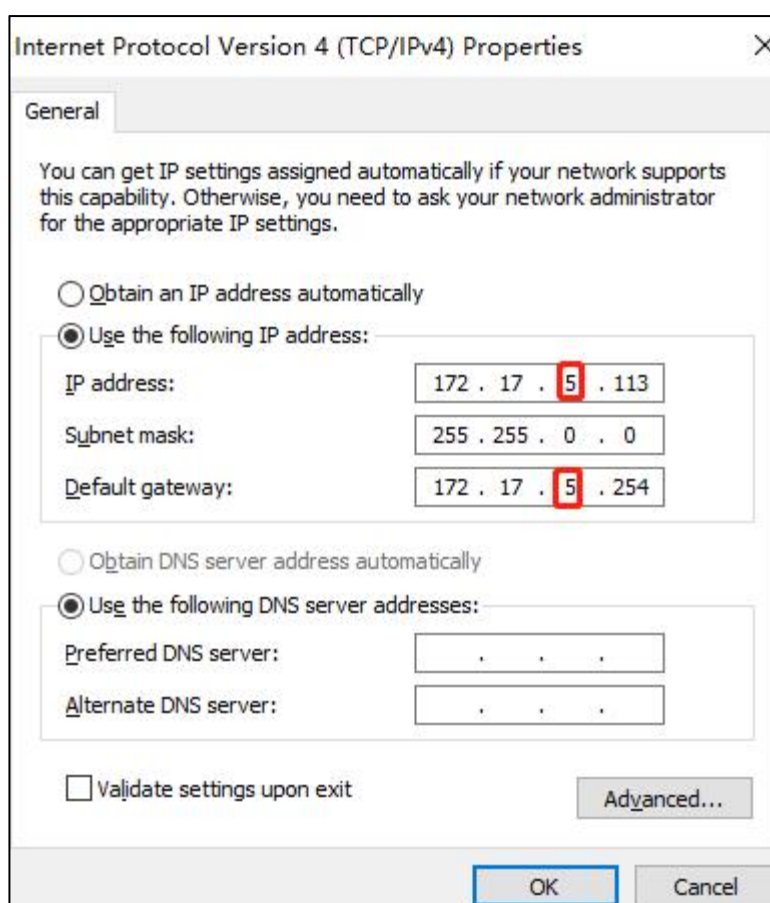 Internet Protocol Version 4 (TCP/IPv4) Properties
General
You can get IP settings assigned automatically if your network supports
this capability. Otherwise, you need to ask your network administrator
for the appropriate IP settings.
Obtain an IP address automatically
Use the following IP address:
IP address: 172 . 17 . 5 . 113
Subnet mask: 255 . 255 . 0 . 0
Default gateway: 172 . 17 . 5 . 254
Obtain DNS server address automatically
Use the following DNS server addresses:
Preferred DNS server: . . .
Alternate DNS server: . . .
Validate settings upon exit
Advanced...
OK Cancel